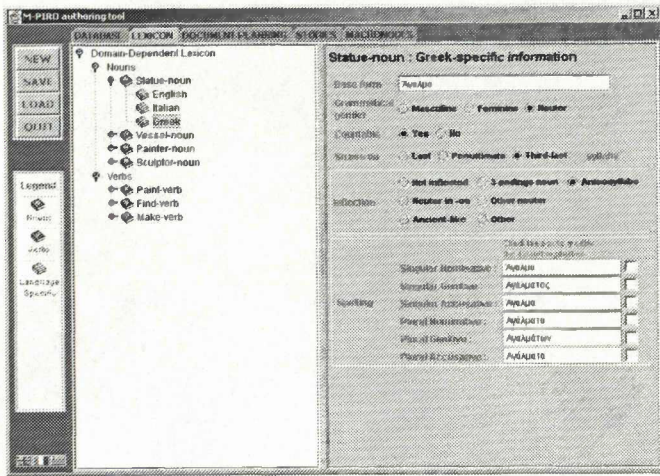 M-PIRO authoring tool
DATABASE LEXICON DOCUMENT-PLANNING STORIES MACRONODES
NEW
SAVE
LOAD
QUIT
Legend
Nouns
Verbs
Language
Specific
Domain-Dependent Lexicon
Nouns
Statue-noun
English
Italian
Greek
Vessel-noun
Painter-noun
Sculptor-noun
Verbs
Paint-verb
Find-verb
Make-verb
Statue-noun : Greek-specific information
Base form Άγαλμα
Grammatical gender Masculine Feminine Neuter
Countable Yes No
Stress on Last Penultimate Third-last syllable
Inflection
Not inflected 3 endings noun Anisosyllabo
Neuter in -os Other neuter
Ancient-like Other
Spelling
Singular Nominative : Άγαλμα
Singular Genitive : Αγάλματος
Singular Accusative : Άγαλμα
Plural Nominative : Αγάλματα
Plural Genitive : Αγαλμάτων
Plural Accusative : Αγάλματα